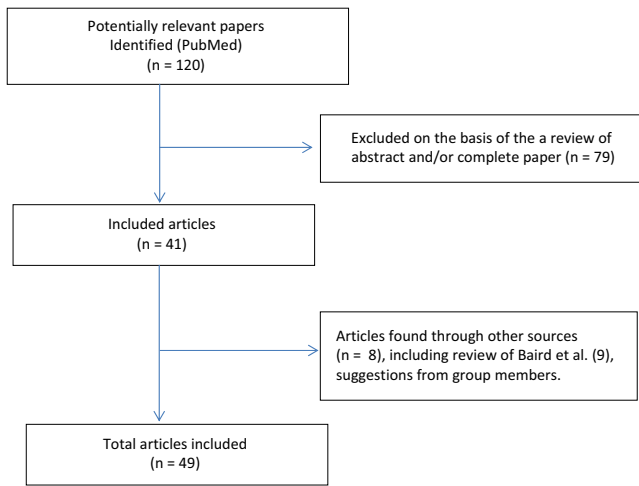 Potentially relevant papers
Identified (PubMed)
(n = 120)
Excluded on the basis of the a review of
abstract and/or complete paper (n = 79)
Included articles
(n = 41)
Articles found through other sources
(n = 8), including review of Baird et al. (9),
suggestions from group members.
Total articles included
(n = 49)